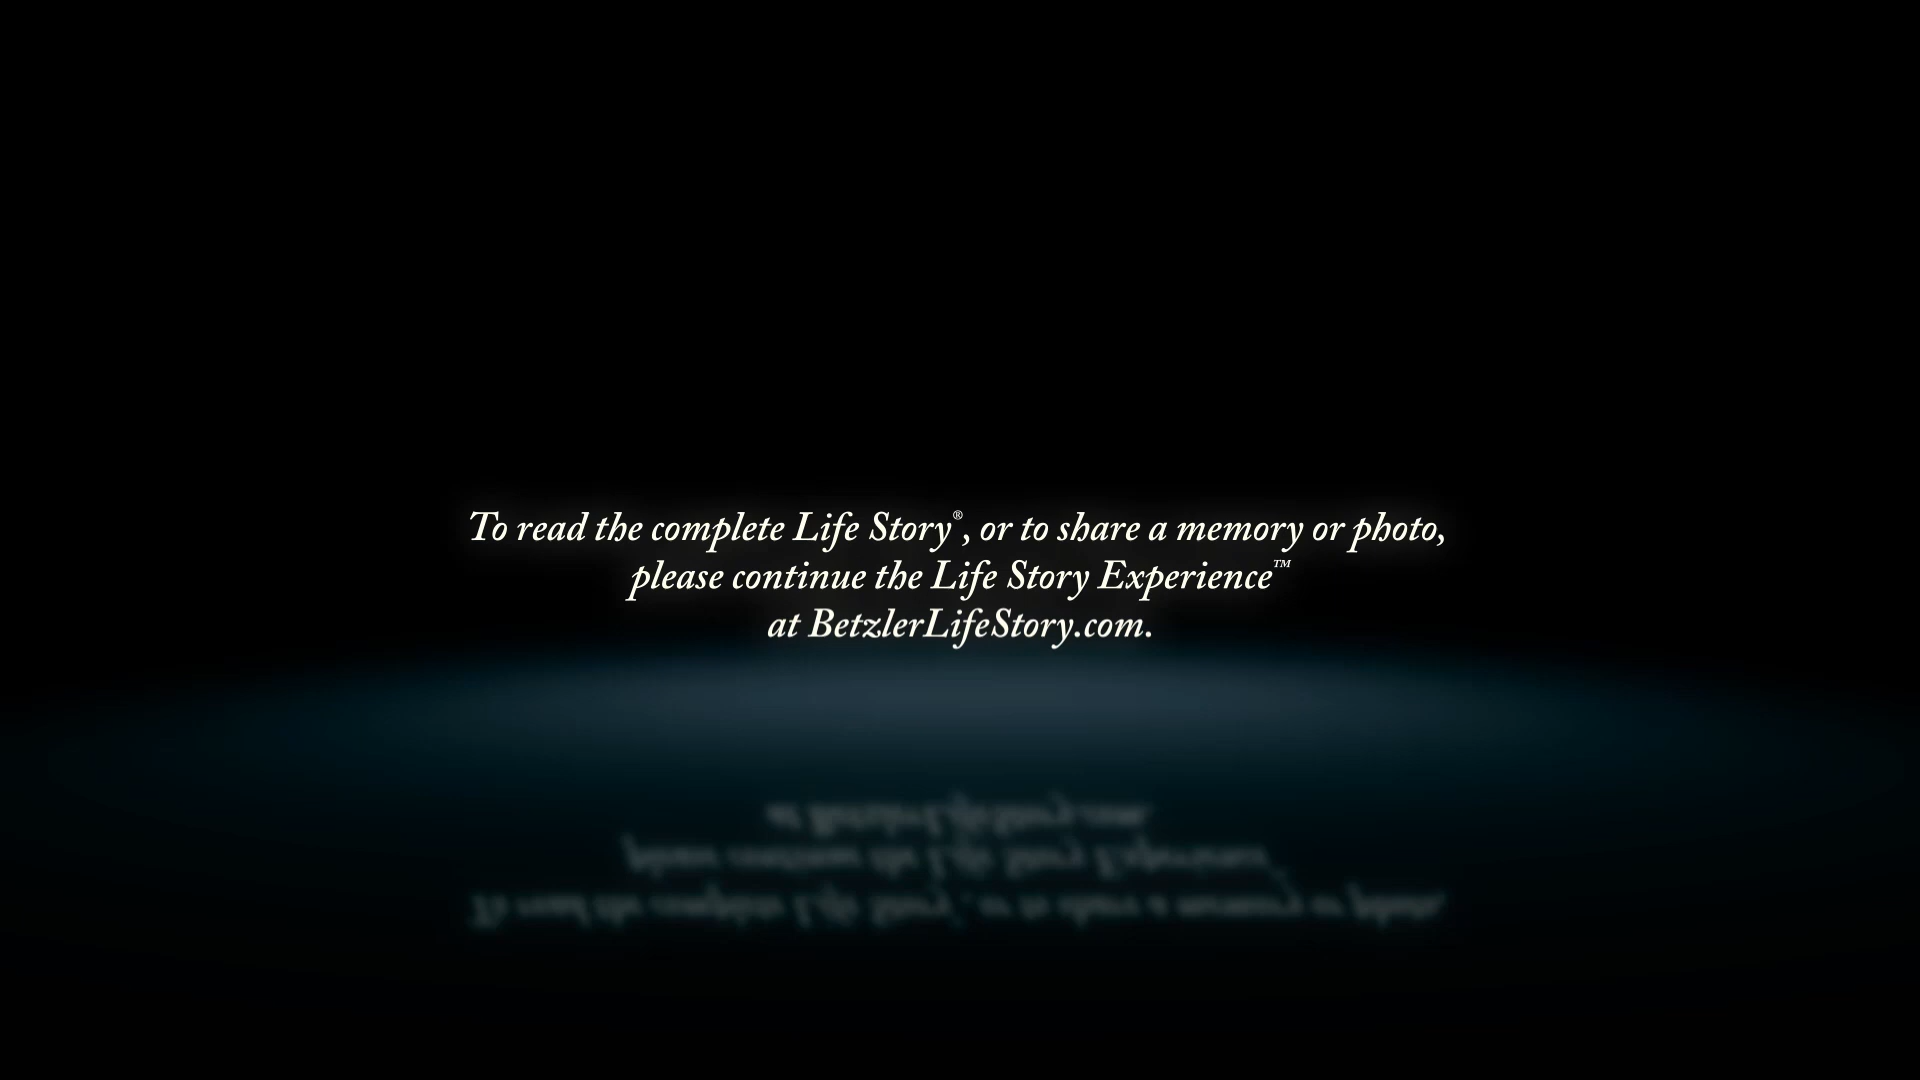 To read the complete Life Story®, or to share a memory or photo,
please continue the Life Story Experience™
at BetzlerLifeStory.com.